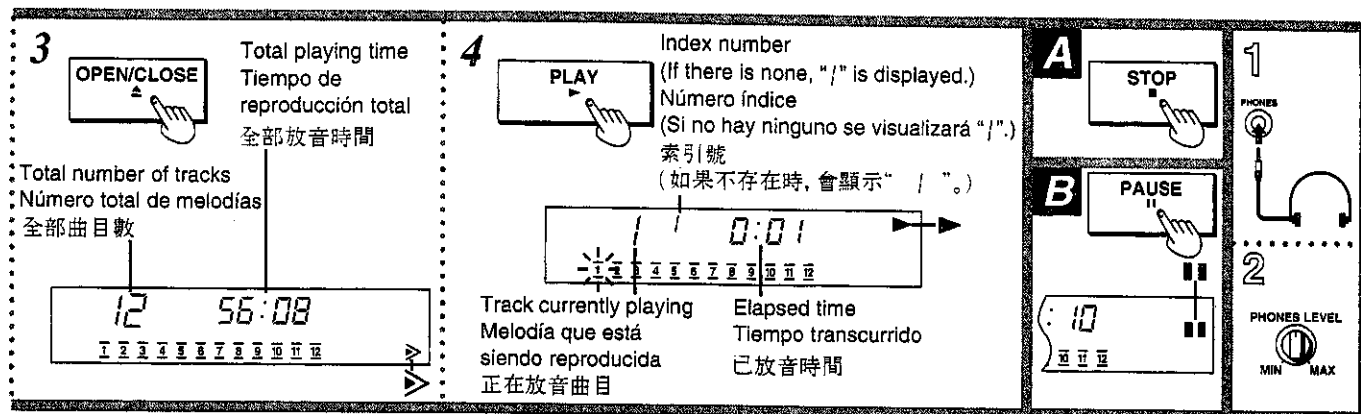 3
OPEN/CLOSE
Total playing time
Tiempo de
reproducción total
全部放音時間
Total number of tracks
Número total de melodías
全部曲目數
12 56:08
1 2 3 4 5 6 7 8 9 10 11 12
4
PLAY
Index number
(If there is none, "/" is displayed.)
Número índice
(Si no hay ninguno se visualizará "/".)
索引號
(如果不存在時, 會顯示" / "。)
1 1 0:01
1 2 3 4 5 6 7 8 9 10 11 12
Track currently playing
Melodía que está
siendo reproducida
正在放音曲目
Elapsed time
Tiempo transcurrido
已放音時間
A
STOP
B
PAUSE
: 10
10 11 12
1
PHONES
2
PHONES LEVEL
MIN MAX